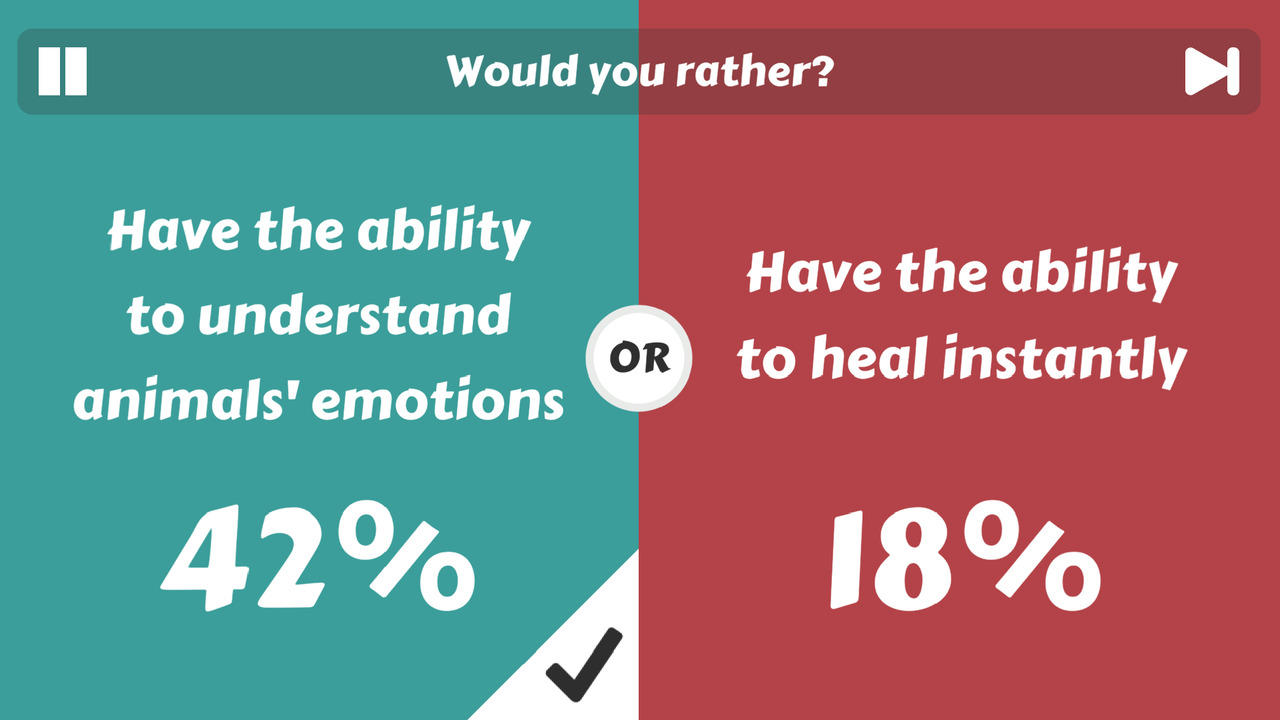 Would you rather?
Have the ability
to understand
animals' emotions
42%
OR
Have the ability
to heal instantly
18%